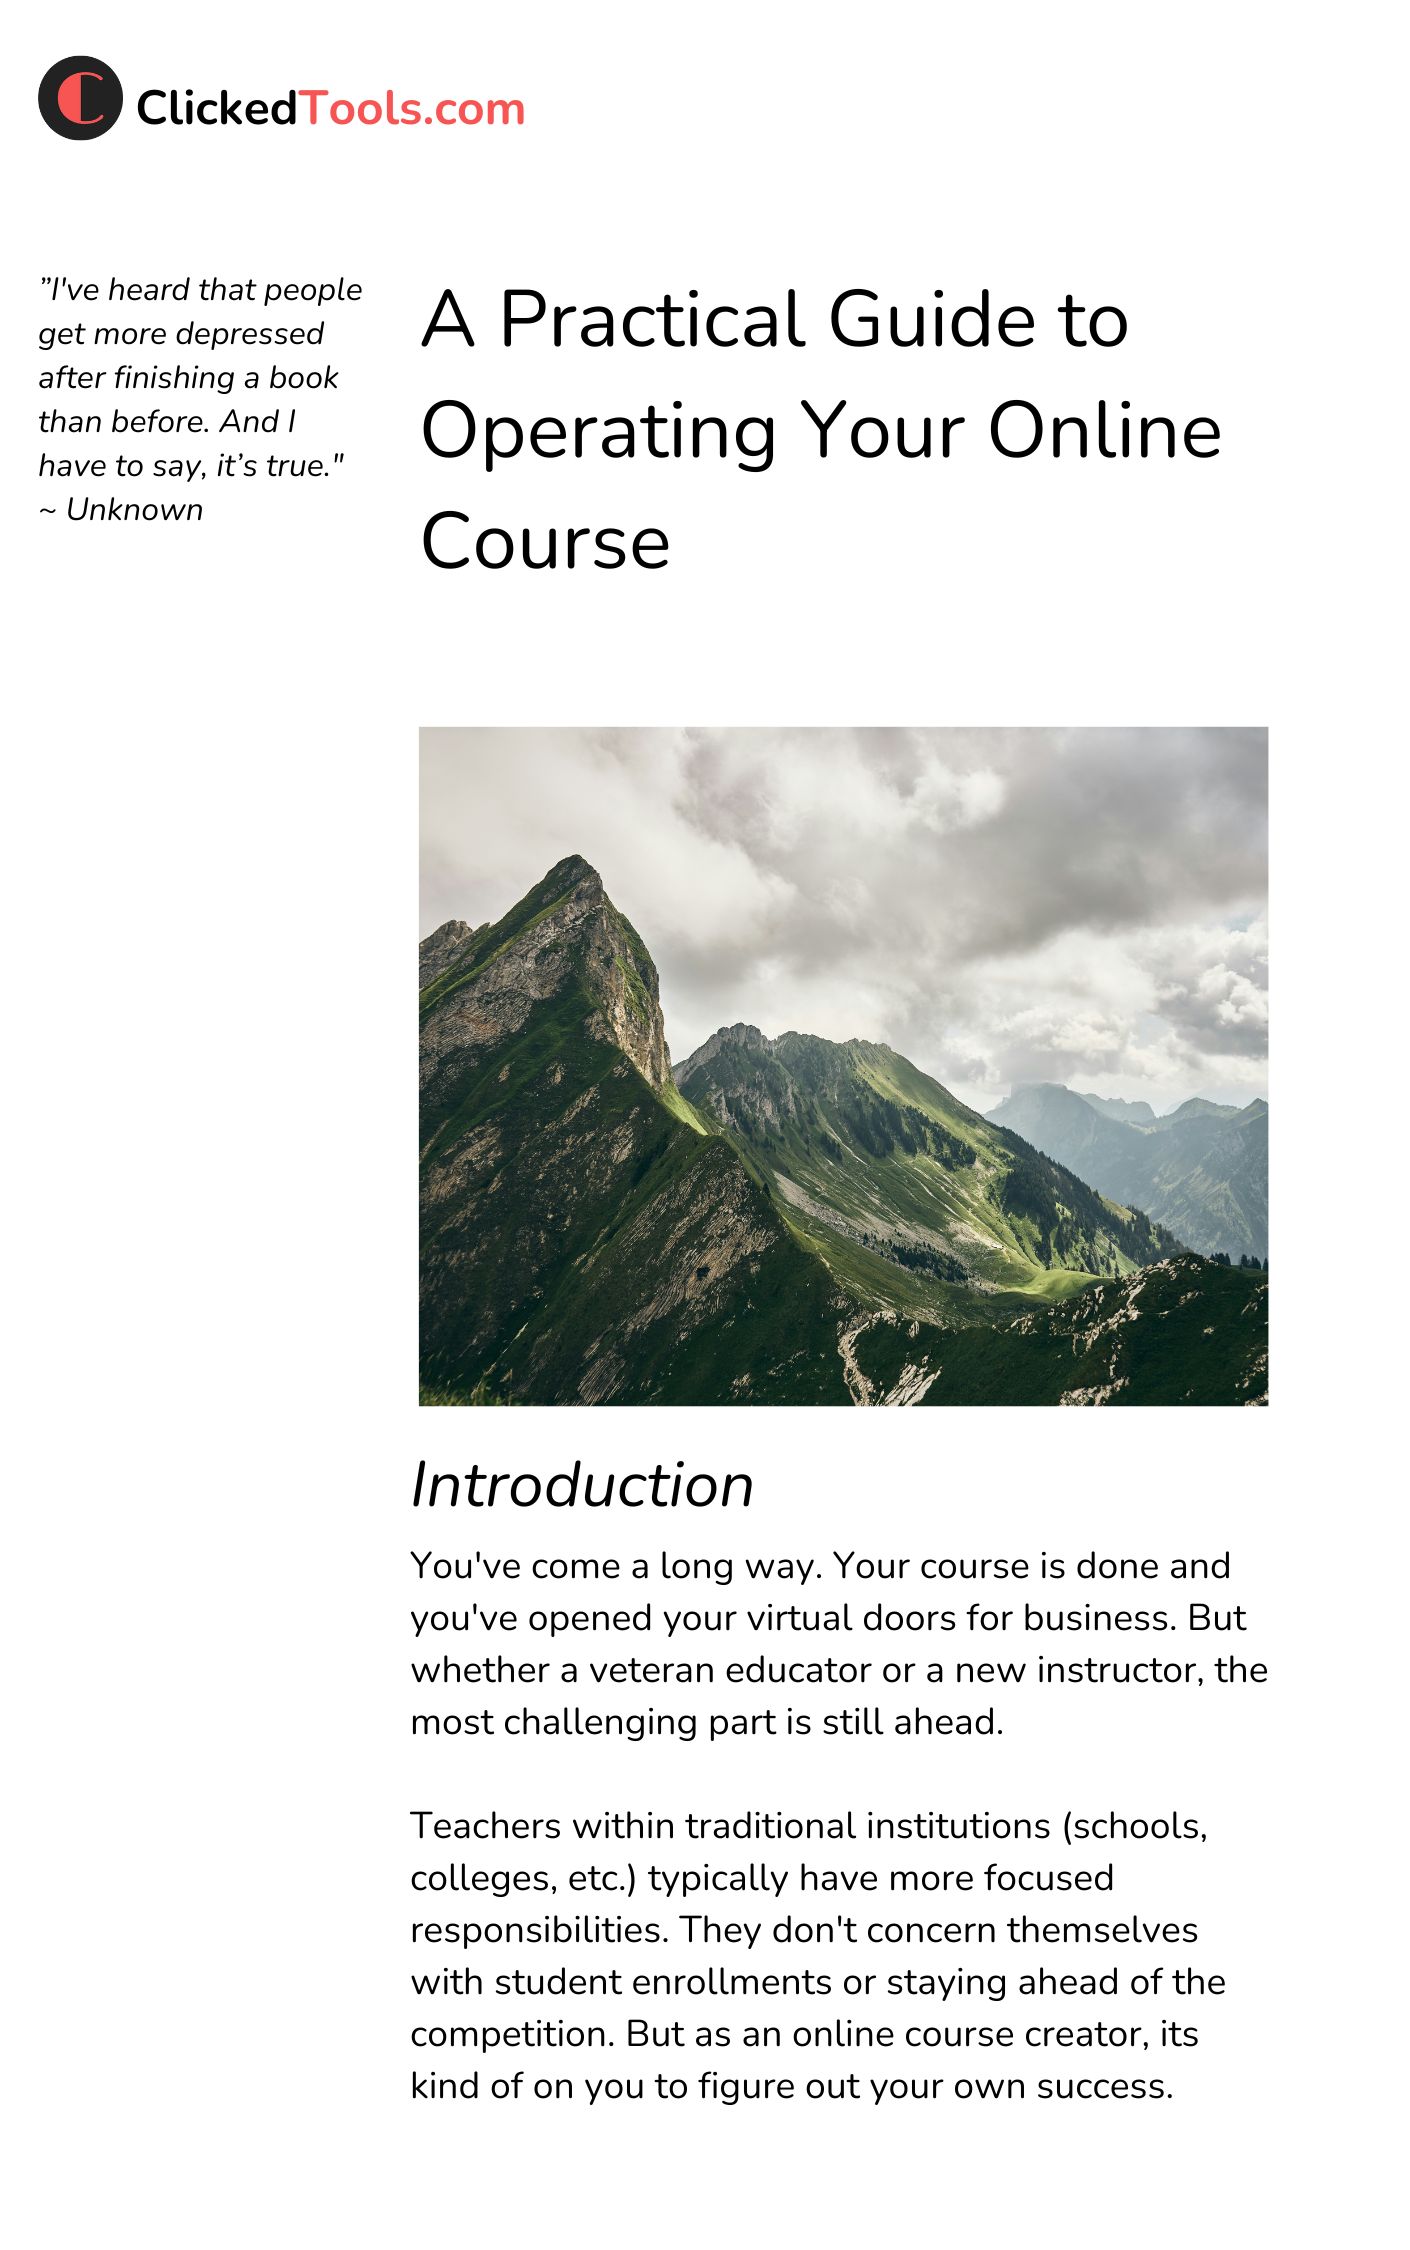 ClickedTools.com
”I've heard that people
get more depressed
after finishing a book
than before. And I
have to say, it’s true."
~ Unknown
A Practical Guide to
Operating Your Online
Course
Introduction
You've come a long way. Your course is done and
you've opened your virtual doors for business. But
whether a veteran educator or a new instructor, the
most challenging part is still ahead.
Teachers within traditional institutions (schools,
colleges, etc.) typically have more focused
responsibilities. They don't concern themselves
with student enrollments or staying ahead of the
competition. But as an online course creator, its
kind of on you to figure out your own success.